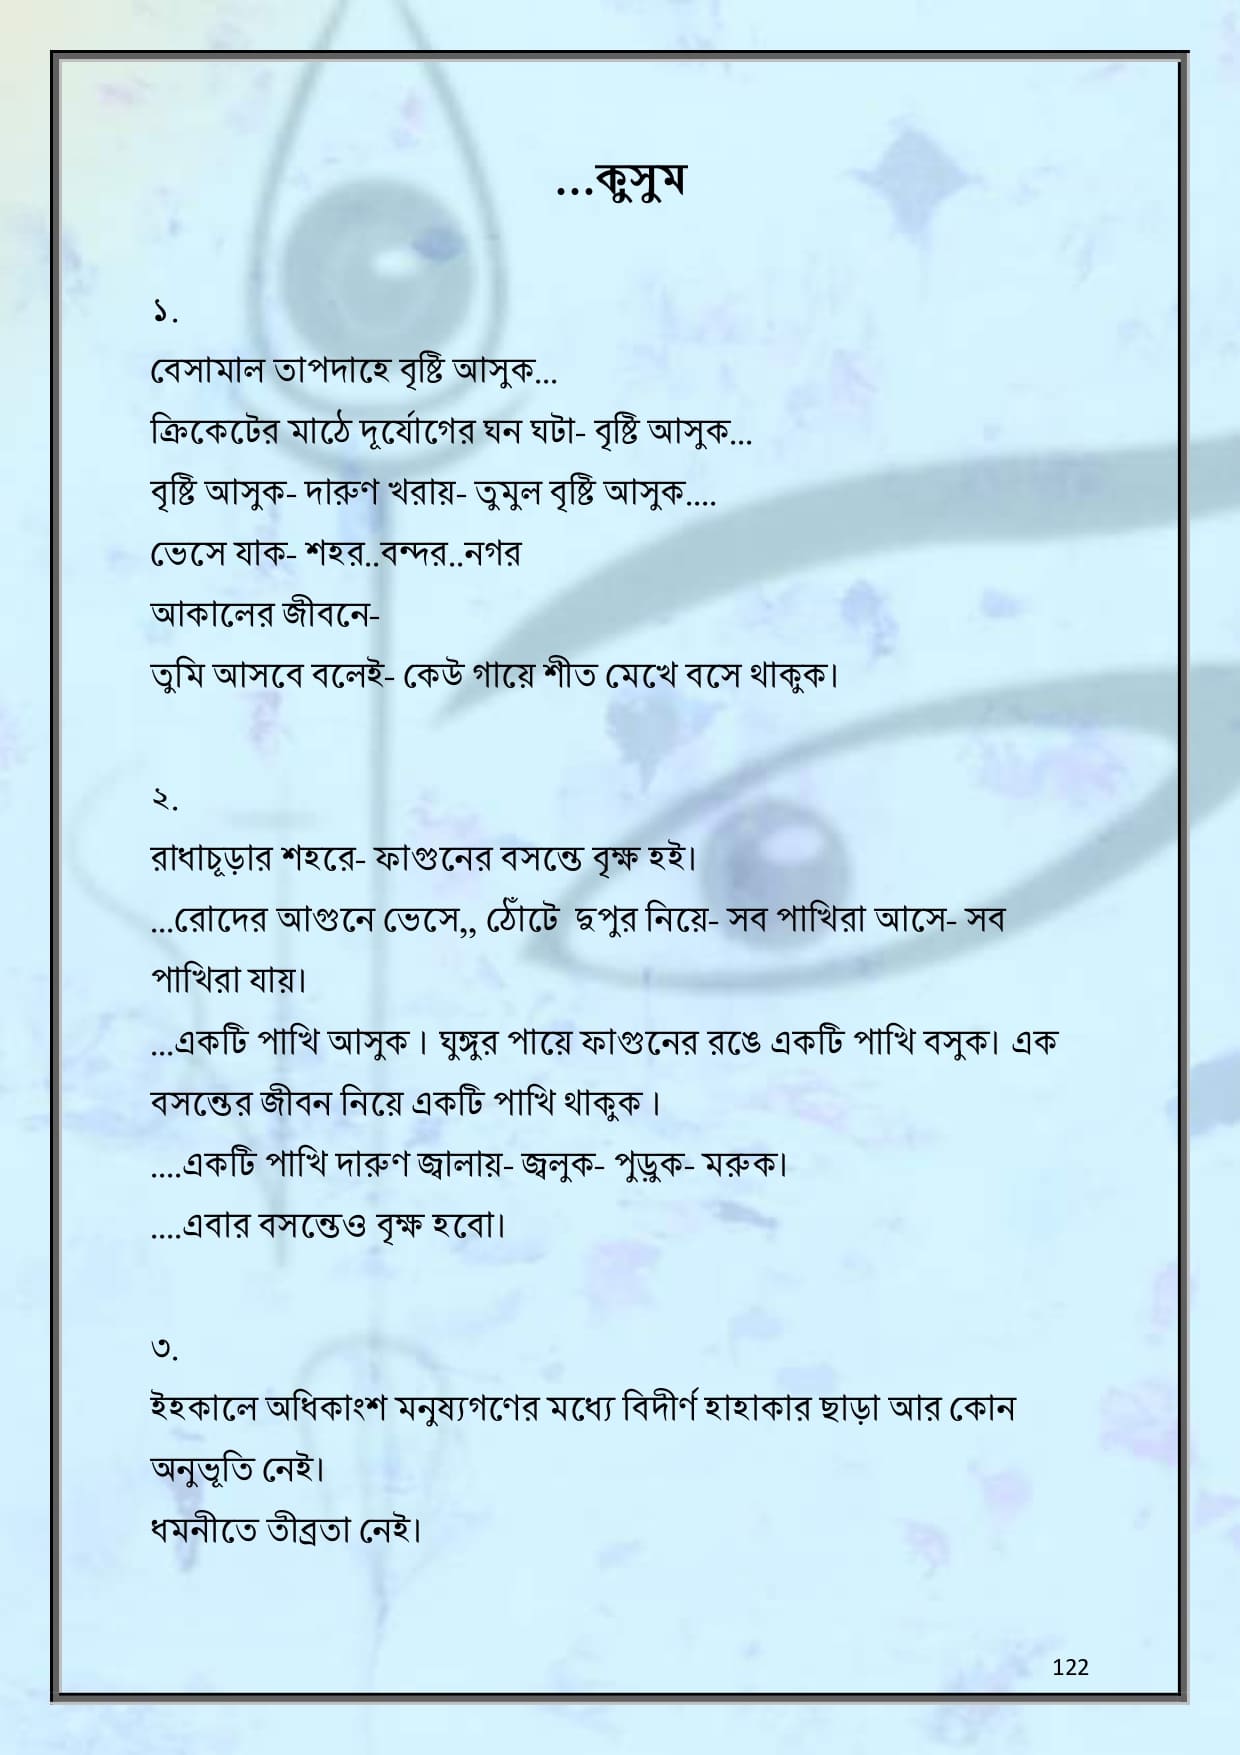 ...কুসুম
১.
বেসামাল তাপদাহে বৃষ্টি আসুক...
ক্রিকেটের মাঠে দূর্যোগের ঘন ঘটা- বৃষ্টি আসুক...
বৃষ্টি আসুক- দারুণ খরায়- তুমুল বৃষ্টি আসুক....
ভেসে যাক- শহর..বন্দর..নগর
আকালের জীবনে-
তুমি আসবে বলেই- কেউ গায়ে শীত মেখে বসে থাকুক।
২.
রাধাচূড়ার শহরে- ফাগুনের বসন্তে বৃক্ষ হই।
...রোদের আগুনে ভেসে,, ঠোঁটে দুপুর নিয়ে- সব পাখিরা আসে- সব
পাখিরা যায়।
...একটি পাখি আসুক । ঘুঙ্গুর পায়ে ফাগুনের রঙে একটি পাখি বসুক। এক
বসন্তের জীবন নিয়ে একটি পাখি থাকুক ।
....একটি পাখি দারুণ জ্বালায়- জ্বলুক- পুড়ুক- মরুক।
....এবার বসন্তেও বৃক্ষ হবো।
৩.
ইহকালে অধিকাংশ মনুষ্যগণের মধ্যে বিদীর্ণ হাহাকার ছাড়া আর কোন
অনুভূতি নেই।
ধমনীতে তীব্রতা নেই।
122